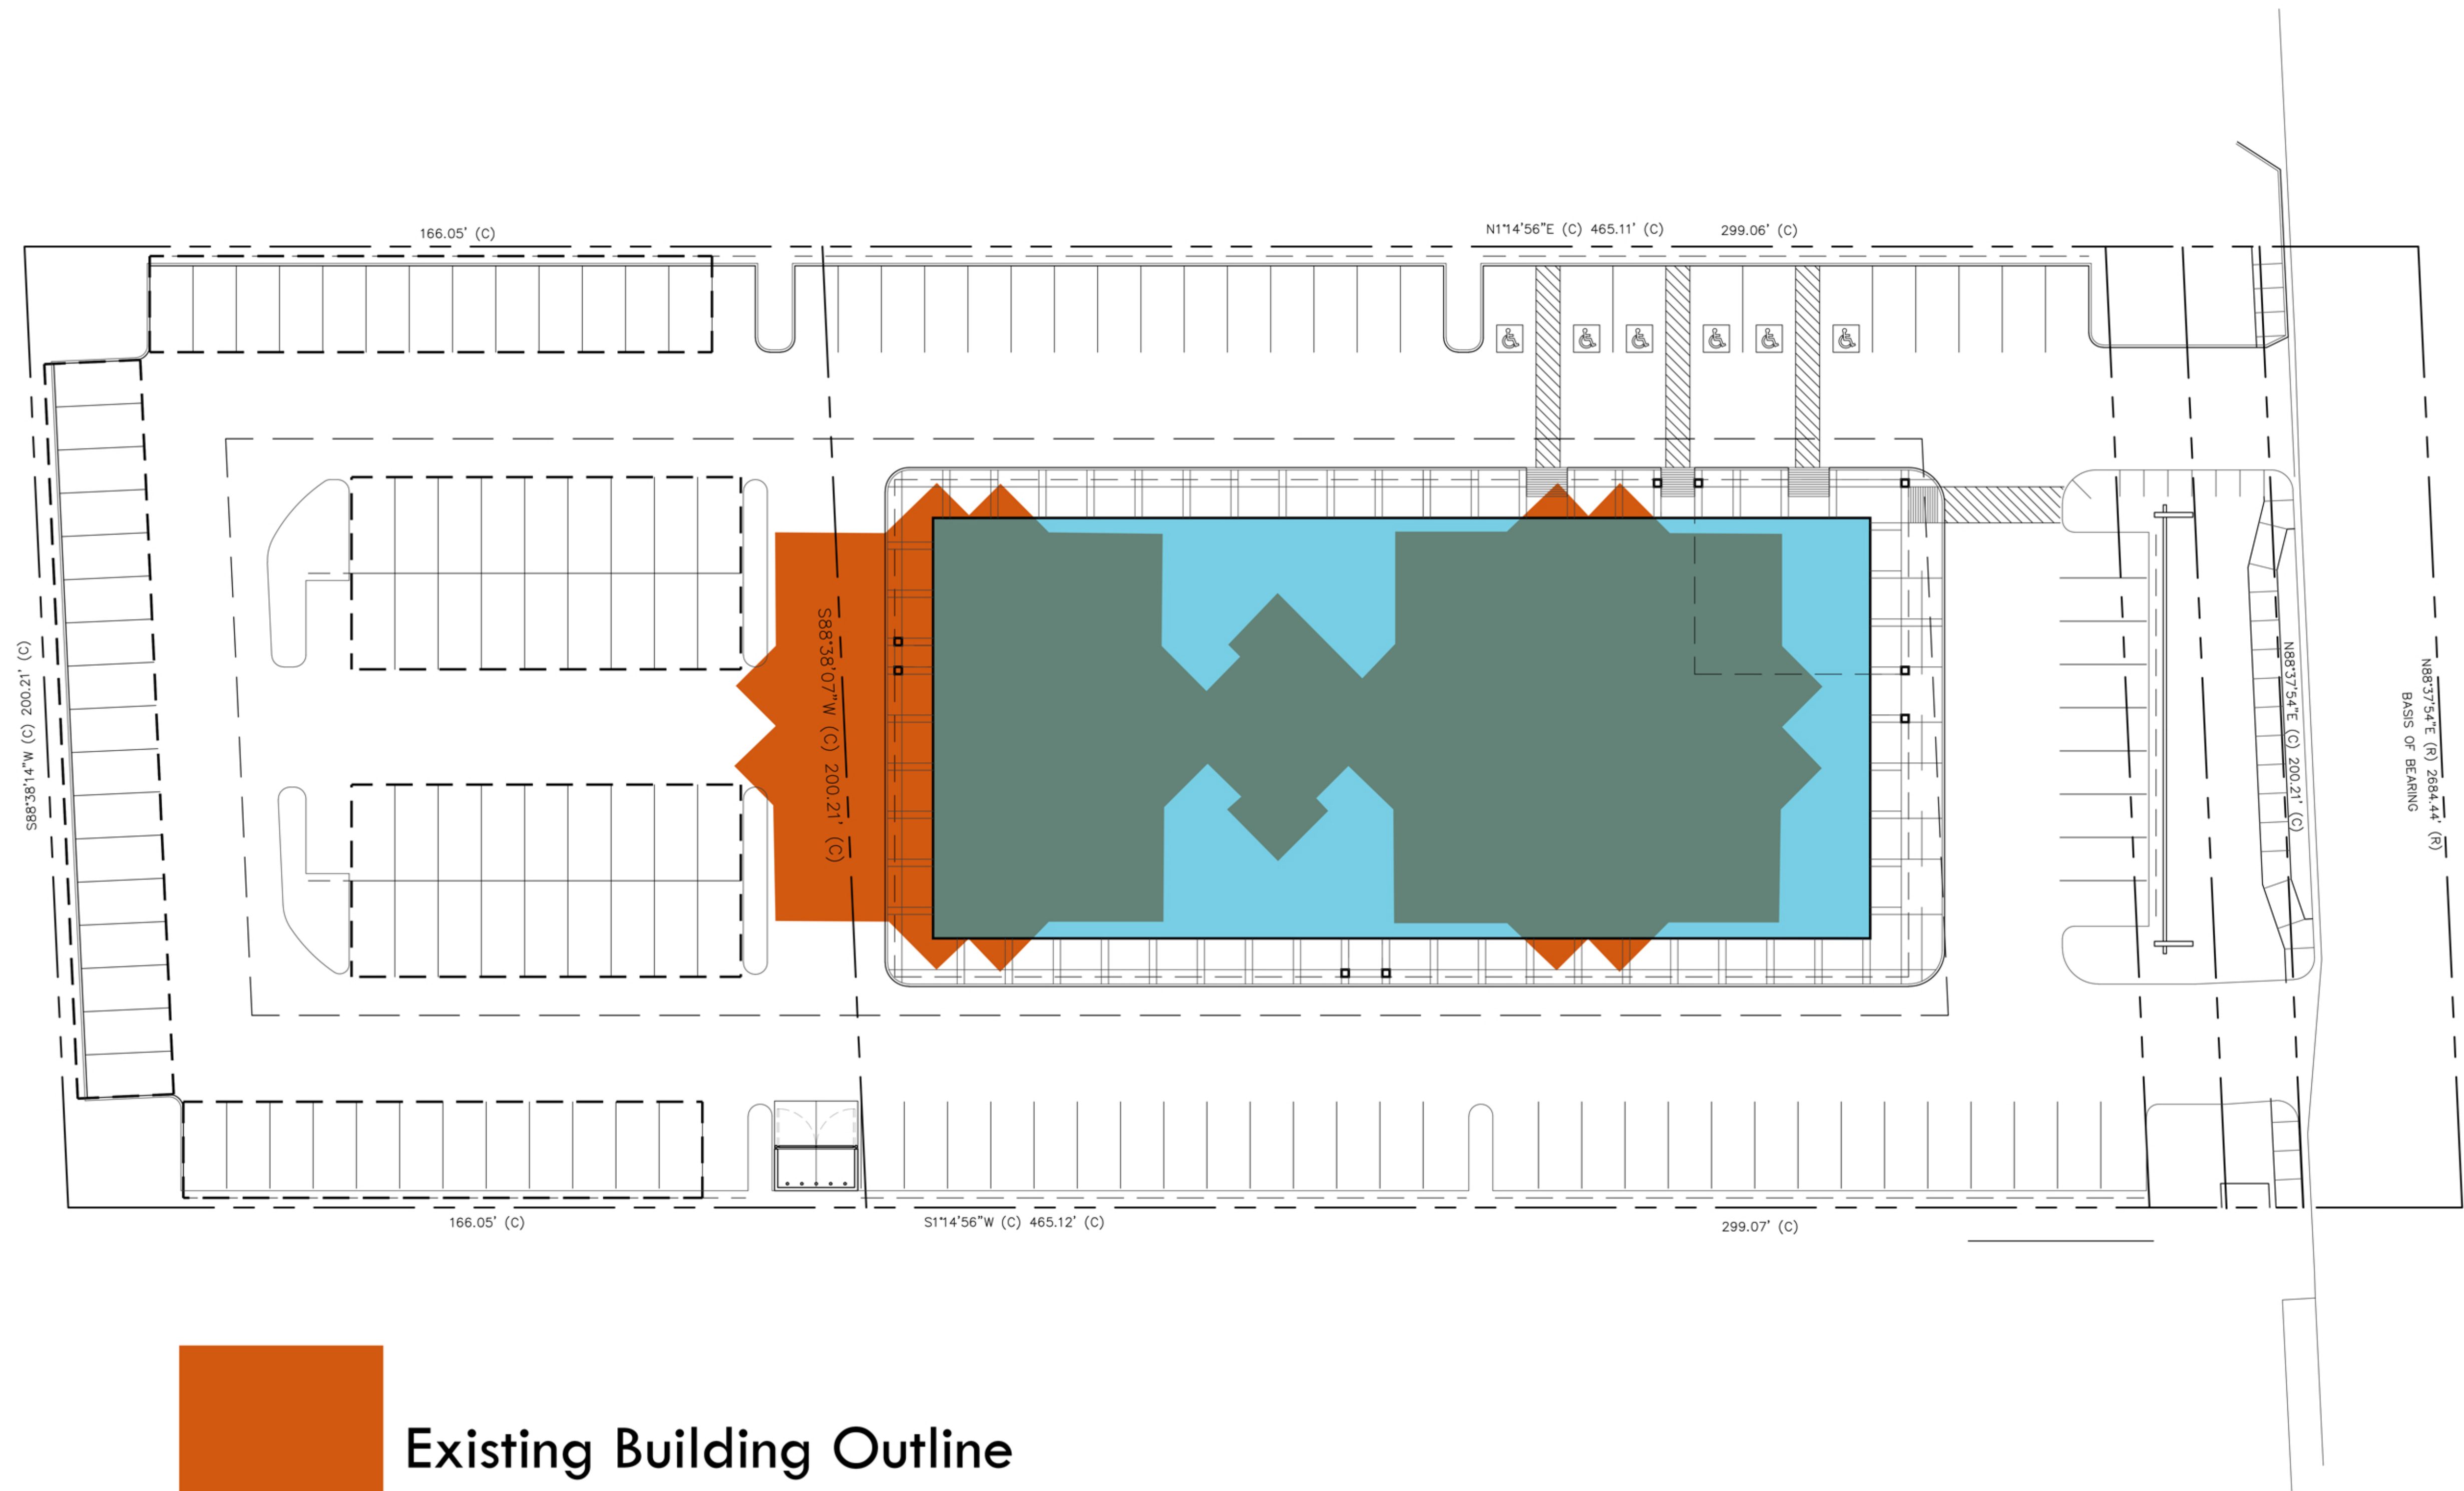 166.05' (C)
N1°14'56"E (C) 465.11' (C)
299.06' (C)
S88°38'14"W (C) 200.21' (C)
S88°38'07"W (C) 200.21' (C)
N88°37'54"E (C) 200.21' (C)
N88°37'54"E (R) 2684.44' (R)
BASIS OF BEARING
166.05' (C)
S1°14'56"W (C) 465.12' (C)
299.07' (C)
Existing Building Outline